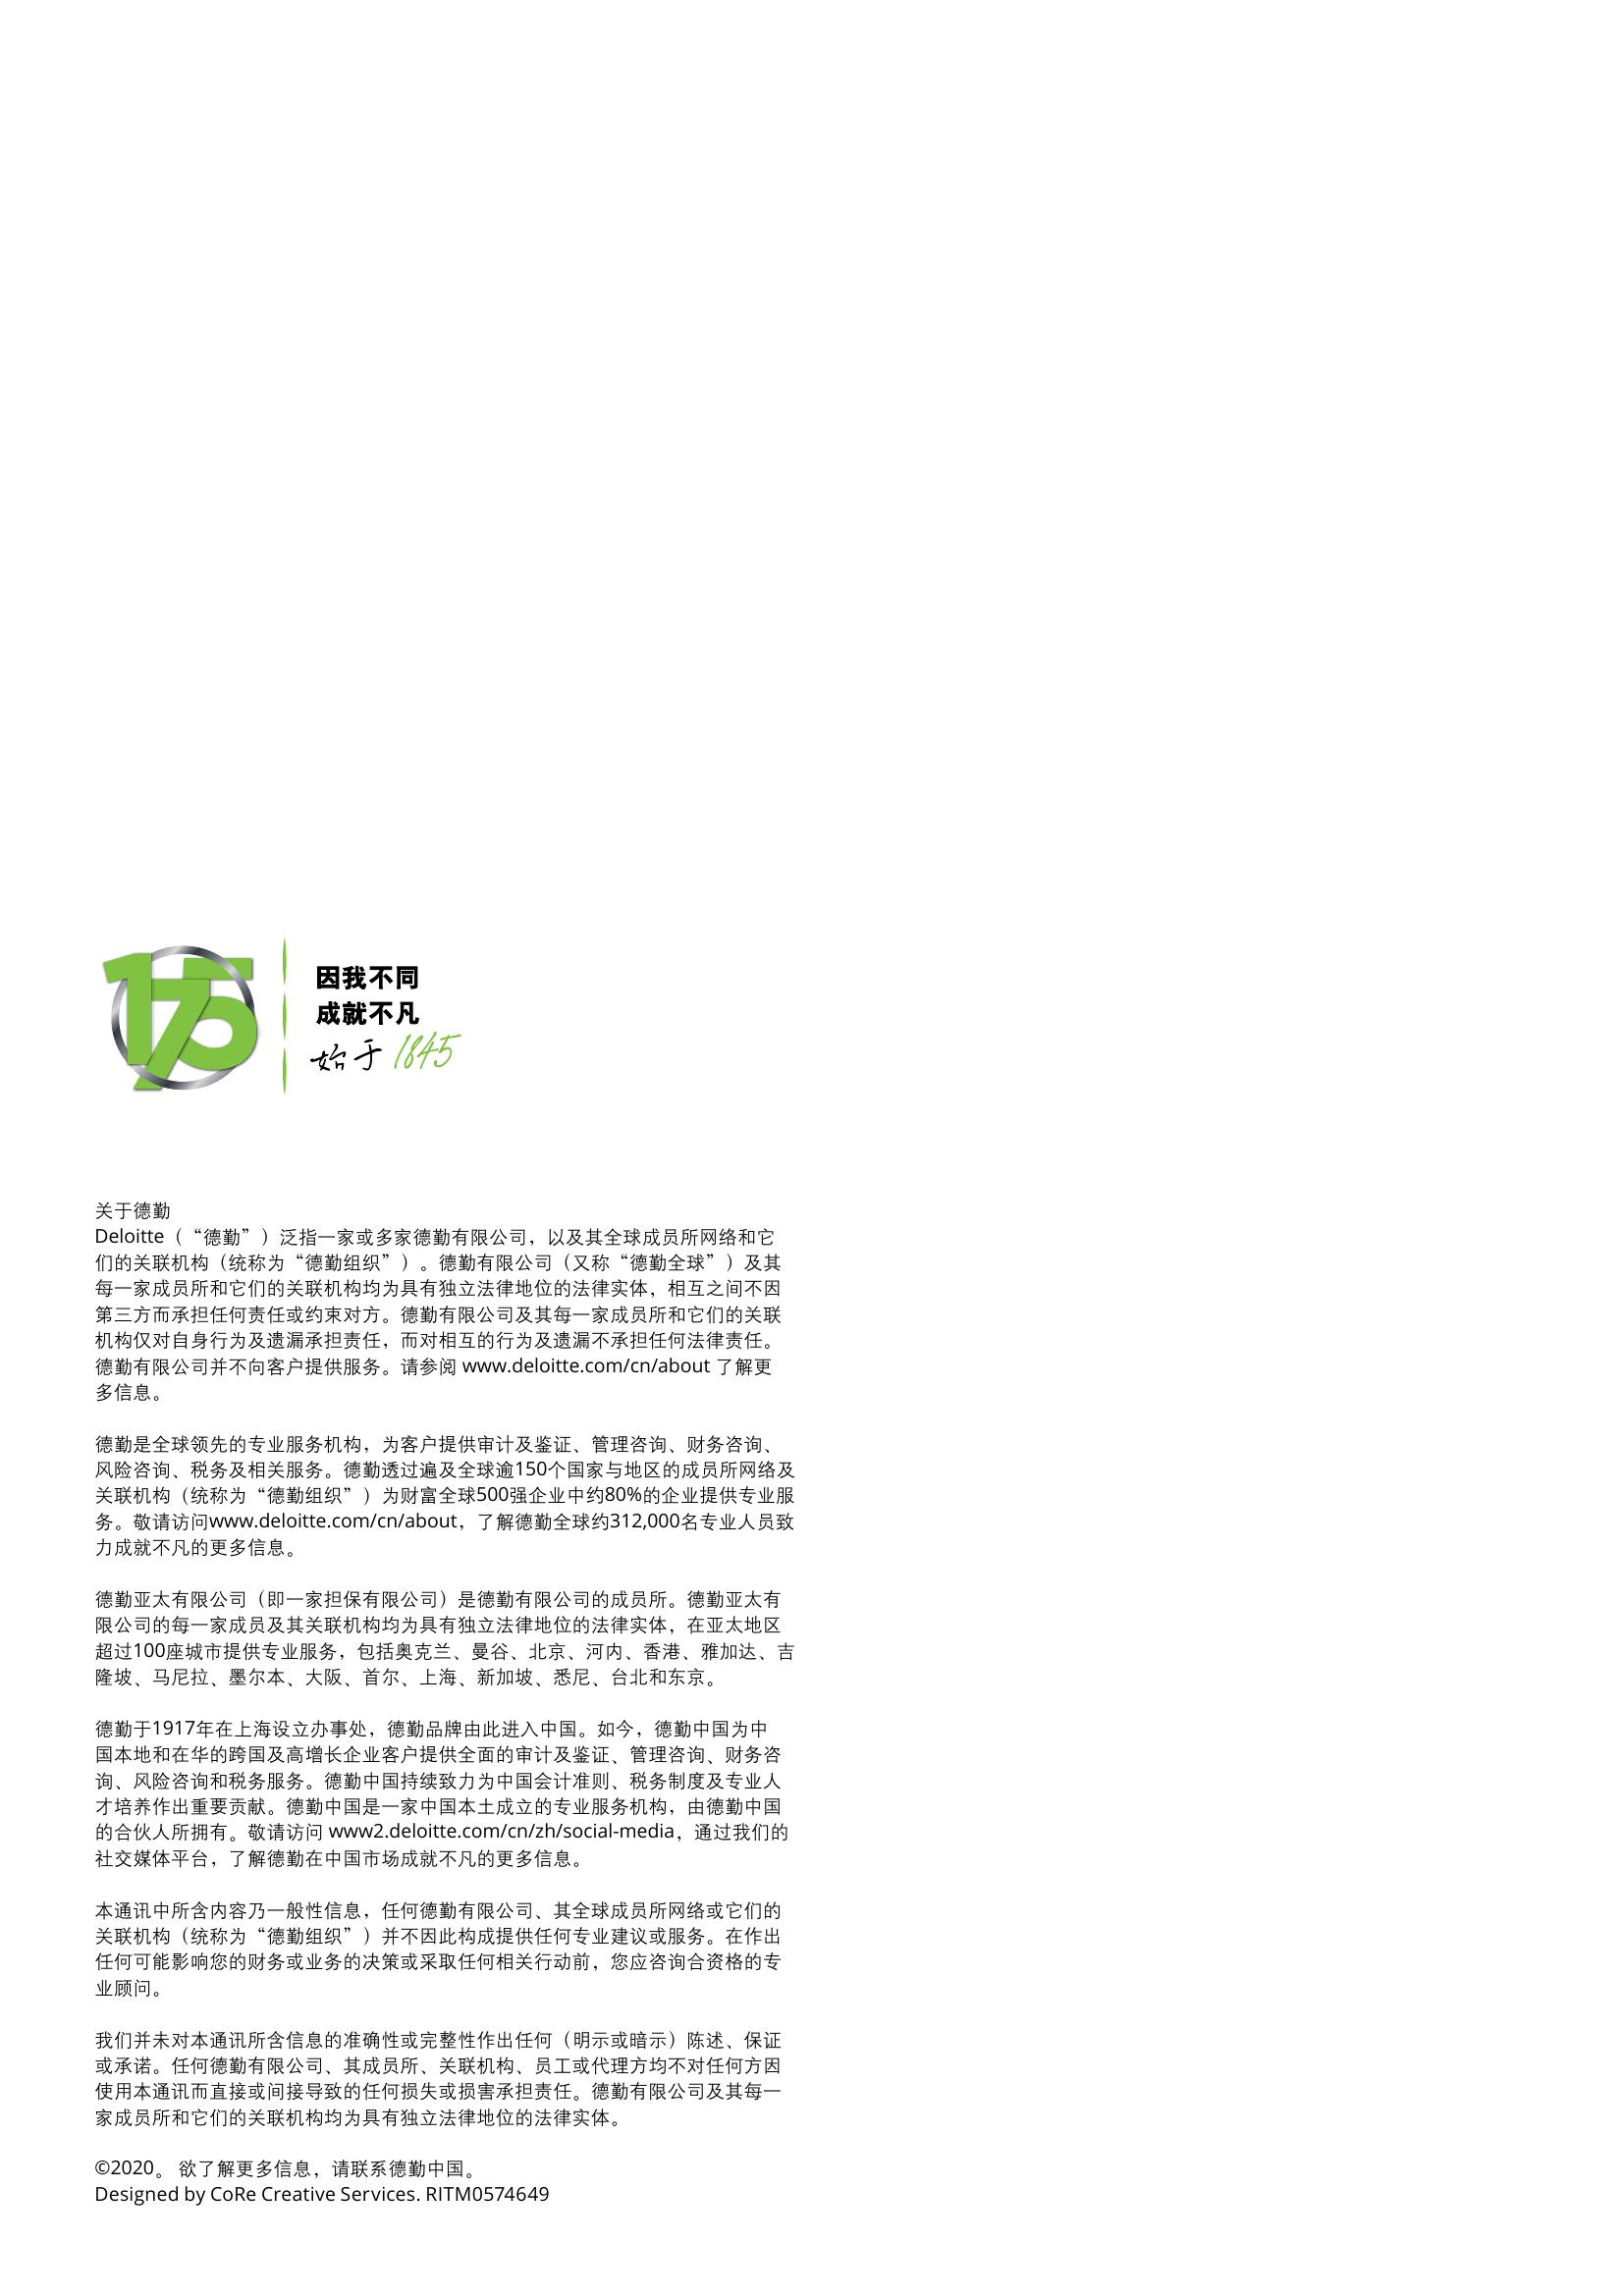 175
因我不同
成就不凡
始于 1845
关于德勤
Deloitte（“德勤”）泛指一家或多家德勤有限公司，以及其全球成员所网络和它
们的关联机构（统称为“德勤组织”）。德勤有限公司（又称“德勤全球”）及其
每一家成员所和它们的关联机构均为具有独立法律地位的法律实体，相互之间不因
第三方而承担任何责任或约束对方。德勤有限公司及其每一家成员所和它们的关联
机构仅对自身行为及遗漏承担责任，而对相互的行为及遗漏不承担任何法律责任。
德勤有限公司并不向客户提供服务。请参阅 www.deloitte.com/cn/about 了解更
多信息。
德勤是全球领先的专业服务机构，为客户提供审计及鉴证、管理咨询、财务咨询、
风险咨询、税务及相关服务。德勤透过遍及全球逾150个国家与地区的成员所网络及
关联机构（统称为“德勤组织”）为财富全球500强企业中约80%的企业提供专业服
务。敬请访问www.deloitte.com/cn/about，了解德勤全球约312,000名专业人员致
力成就不凡的更多信息。
德勤亚太有限公司（即一家担保有限公司）是德勤有限公司的成员所。德勤亚太有
限公司的每一家成员及其关联机构均为具有独立法律地位的法律实体，在亚太地区
超过100座城市提供专业服务，包括奥克兰、曼谷、北京、河内、香港、雅加达、吉
隆坡、马尼拉、墨尔本、大阪、首尔、上海、新加坡、悉尼、台北和东京。
德勤于1917年在上海设立办事处，德勤品牌由此进入中国。如今，德勤中国为中
国本地和在华的跨国及高增长企业客户提供全面的审计及鉴证、管理咨询、财务咨
询、风险咨询和税务服务。德勤中国持续致力为中国会计准则、税务制度及专业人
才培养作出重要贡献。德勤中国是一家中国本土成立的专业服务机构，由德勤中国
的合伙人所拥有。敬请访问 www2.deloitte.com/cn/zh/social-media，通过我们的
社交媒体平台，了解德勤在中国市场成就不凡的更多信息。
本通讯中所含内容乃一般性信息，任何德勤有限公司、其全球成员所网络或它们的
关联机构（统称为“德勤组织”）并不因此构成提供任何专业建议或服务。在作出
任何可能影响您的财务或业务的决策或采取任何相关行动前，您应咨询合资格的专
业顾问。
我们并未对本通讯所含信息的准确性或完整性作出任何（明示或暗示）陈述、保证
或承诺。任何德勤有限公司、其成员所、关联机构、员工或代理方均不对任何方因
使用本通讯而直接或间接导致的任何损失或损害承担责任。德勤有限公司及其每一
家成员所和它们的关联机构均为具有独立法律地位的法律实体。
©2020。 欲了解更多信息，请联系德勤中国。
Designed by CoRe Creative Services. RITM0574649